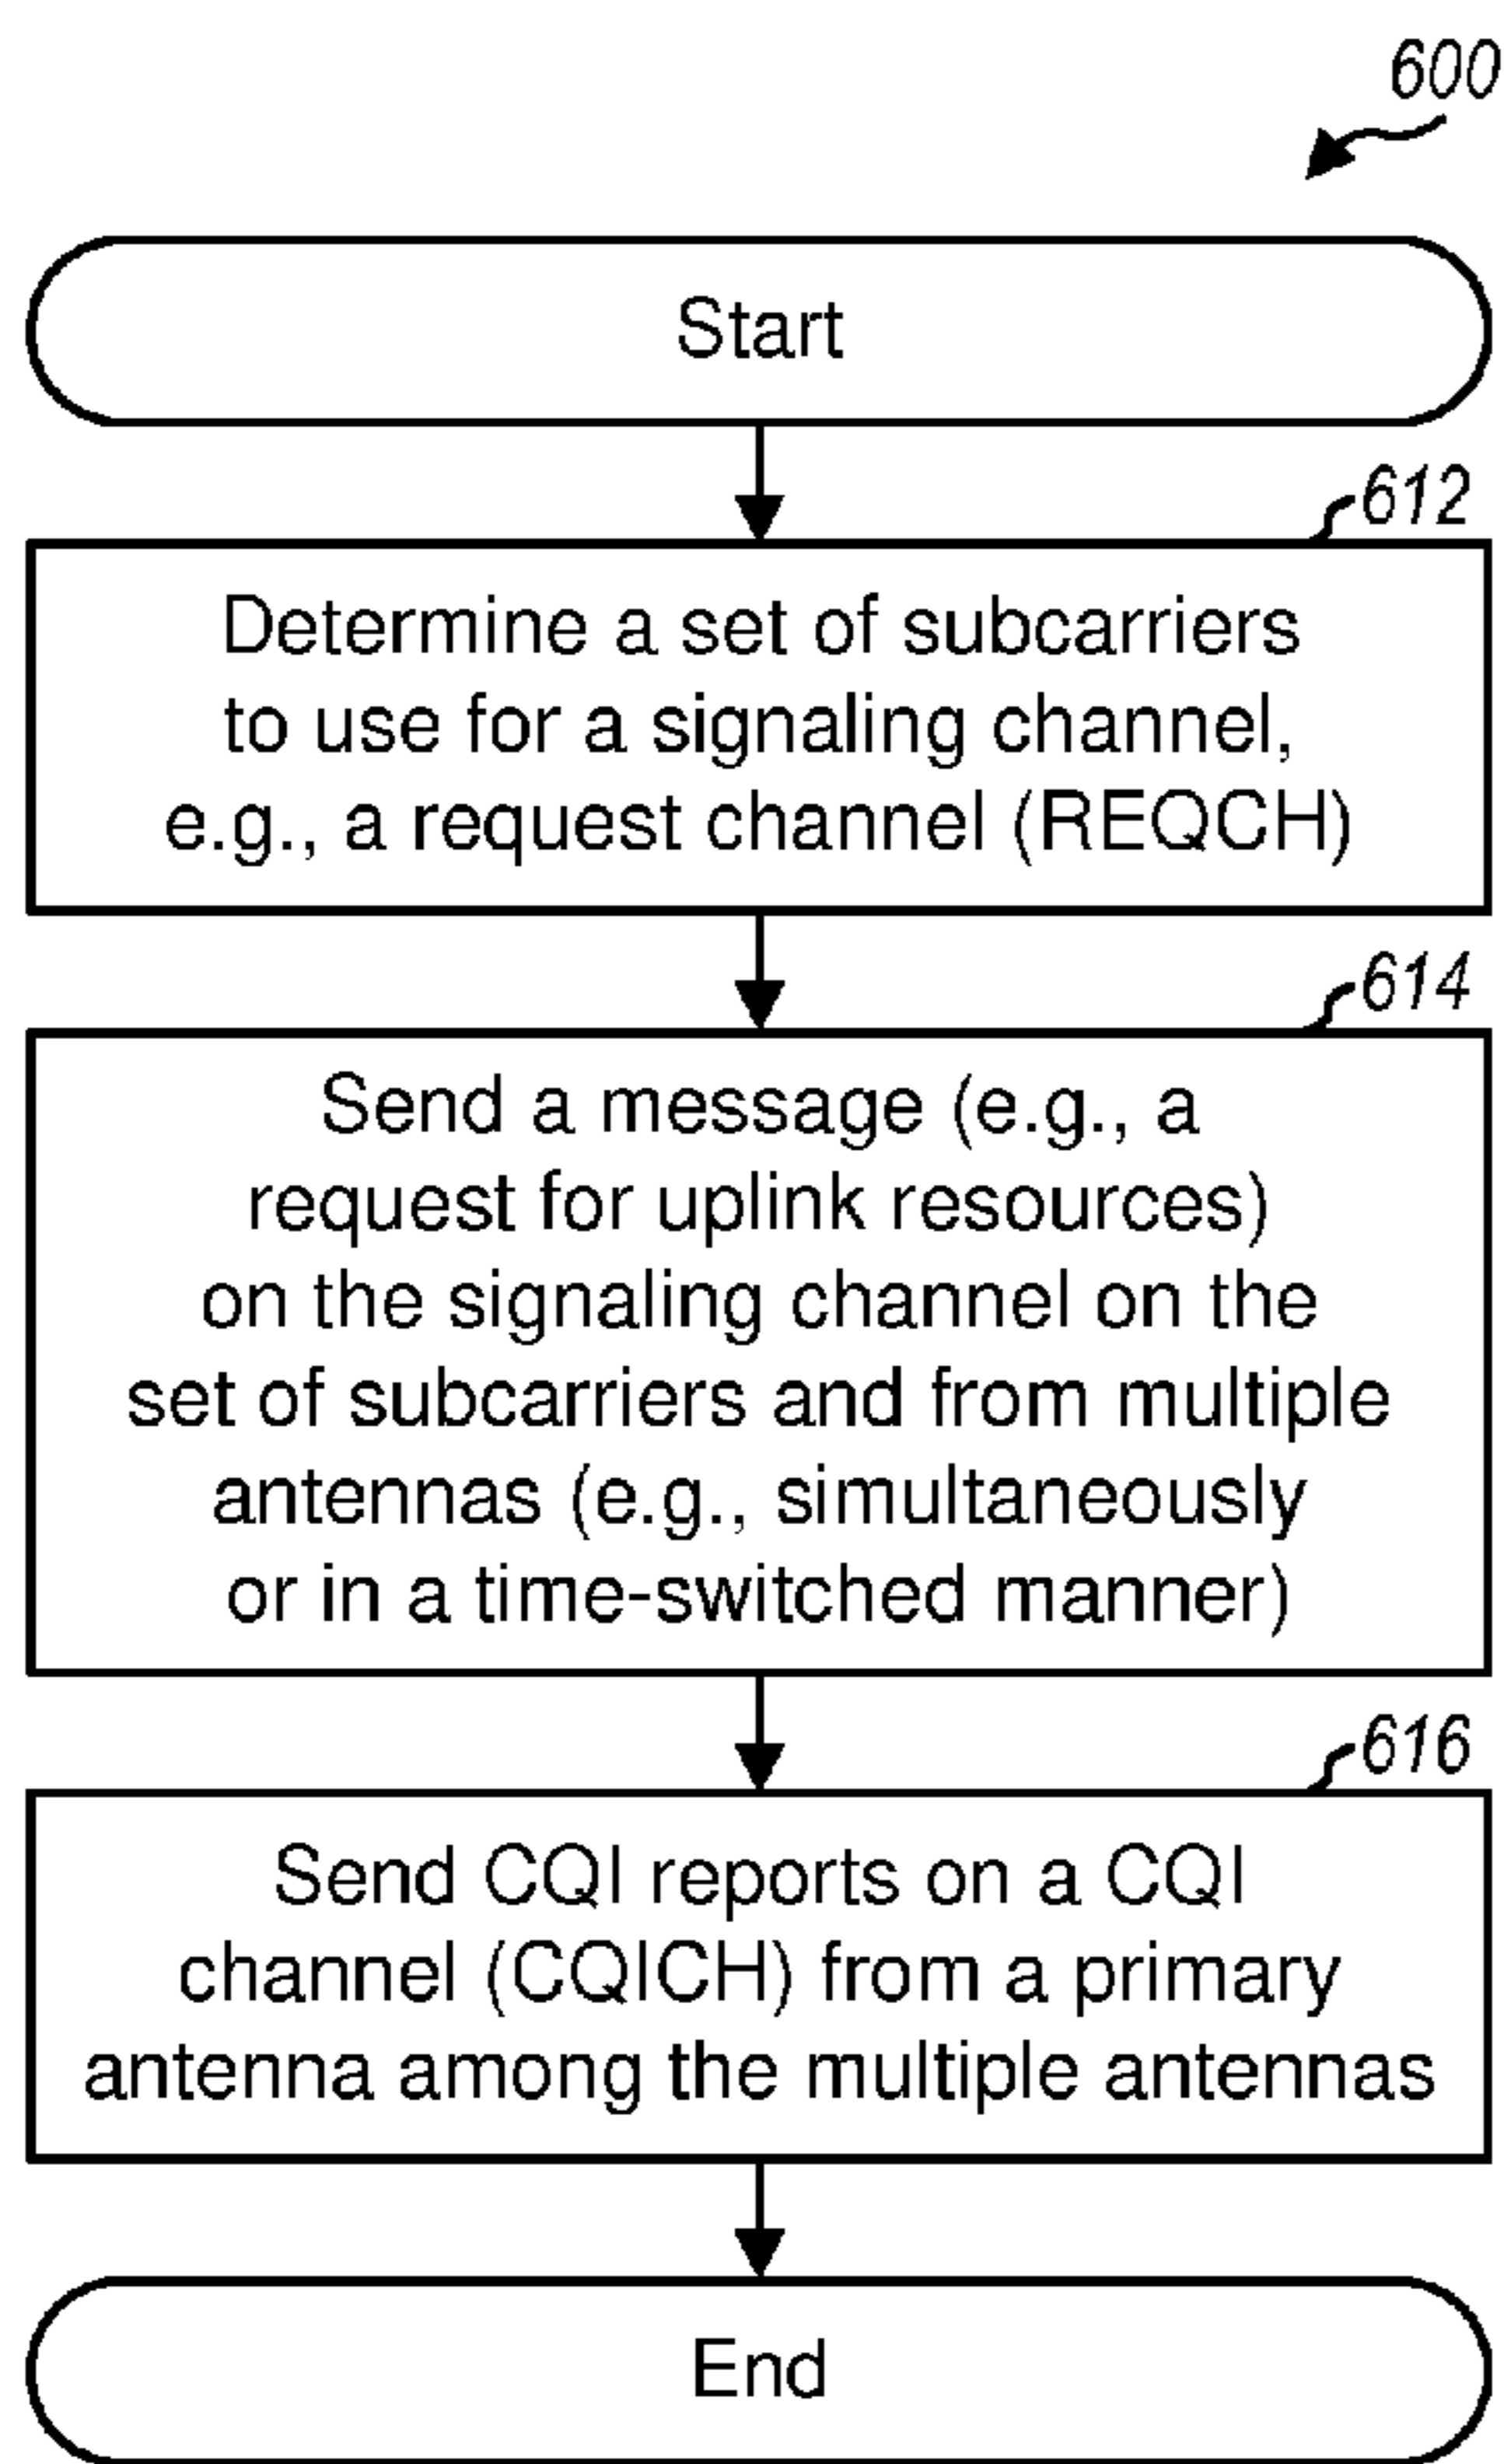 600
Start
612
Determine a set of subcarriers
to use for a signaling channel,
e.g., a request channel (REQCH)
614
Send a message (e.g., a
request for uplink resources)
on the signaling channel on the
set of subcarriers and from multiple
antennas (e.g., simultaneously
or in a time-switched manner)
616
Send CQI reports on a CQI
channel (CQICH) from a primary
antenna among the multiple antennas
End